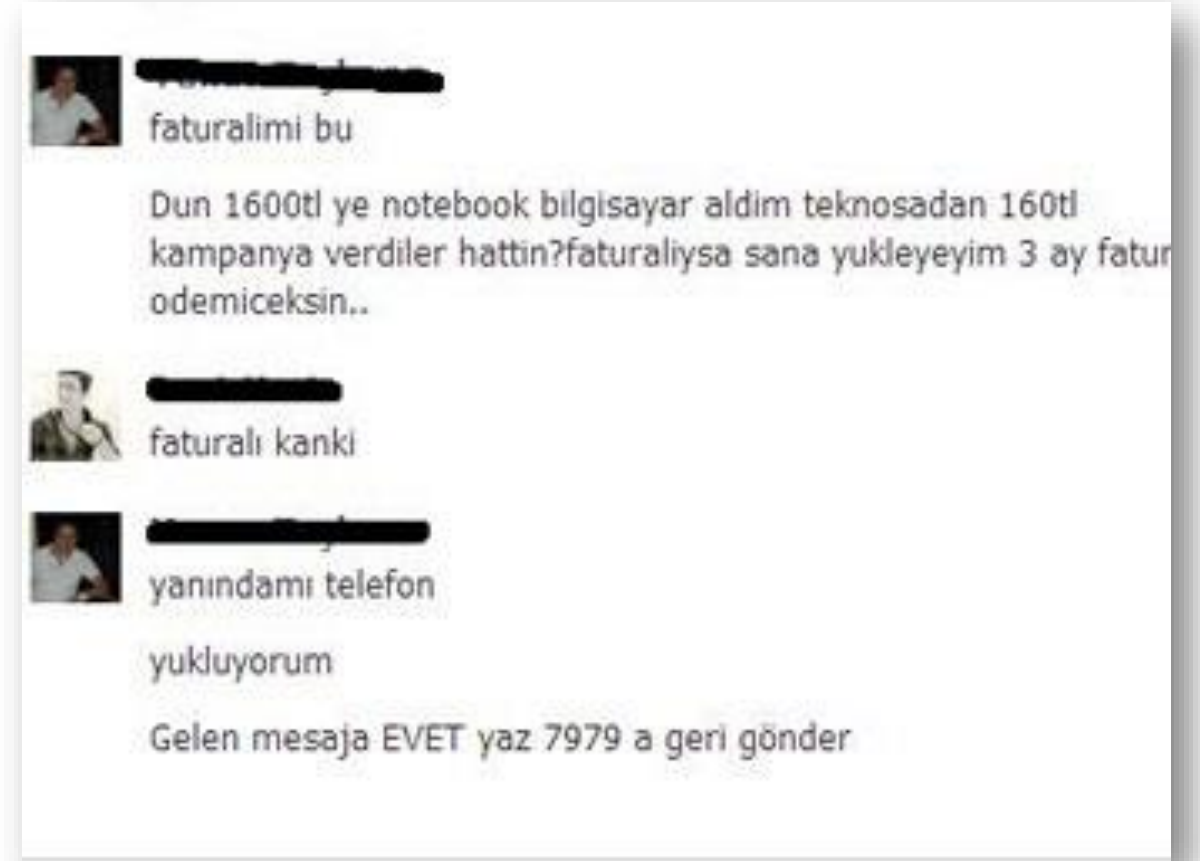 faturalimi bu
Dun 1600tl ye notebook bilgisayar aldim teknosadan 160tl
kampanya verdiler hattin?faturaliysa sana yukleyeyim 3 ay fatur
odemiceksin..
faturalı kanki
yanındamı telefon
yukluyorum
Gelen mesaja EVET yaz 7979 a geri gönder